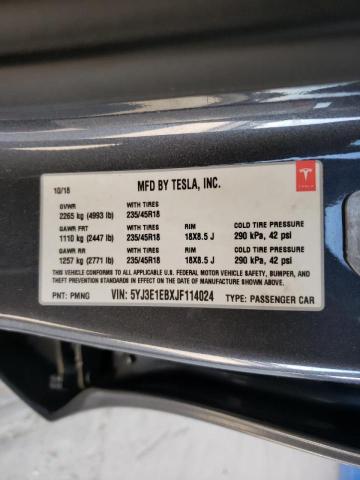 10/18 MFD BY TESLA, INC.
GVWR WITH TIRES
2265 kg (4993 lb) 235/45R18
GAWR FRT WITH TIRES RIM COLD TIRE PRESSURE
1110 kg (2447 lb) 235/45R18 18X8.5 J 290 kPa, 42 psi
GAWR RR WITH TIRES RIM COLD TIRE PRESSURE
1257 kg (2771 lb) 235/45R18 18X8.5 J 290 kPa, 42 psi
THIS VEHICLE CONFORMS TO ALL APPLICABLE FEDERAL MOTOR VEHICLE SAFETY, BUMPER, AND
THEFT PREVENTION STANDARDS IN EFFECT ON THE DATE OF MANUFACTURE SHOWN ABOVE.
PNT: PMNG VIN: 5YJ3E1EBXJF114024 TYPE: PASSENGER CAR
TESLA